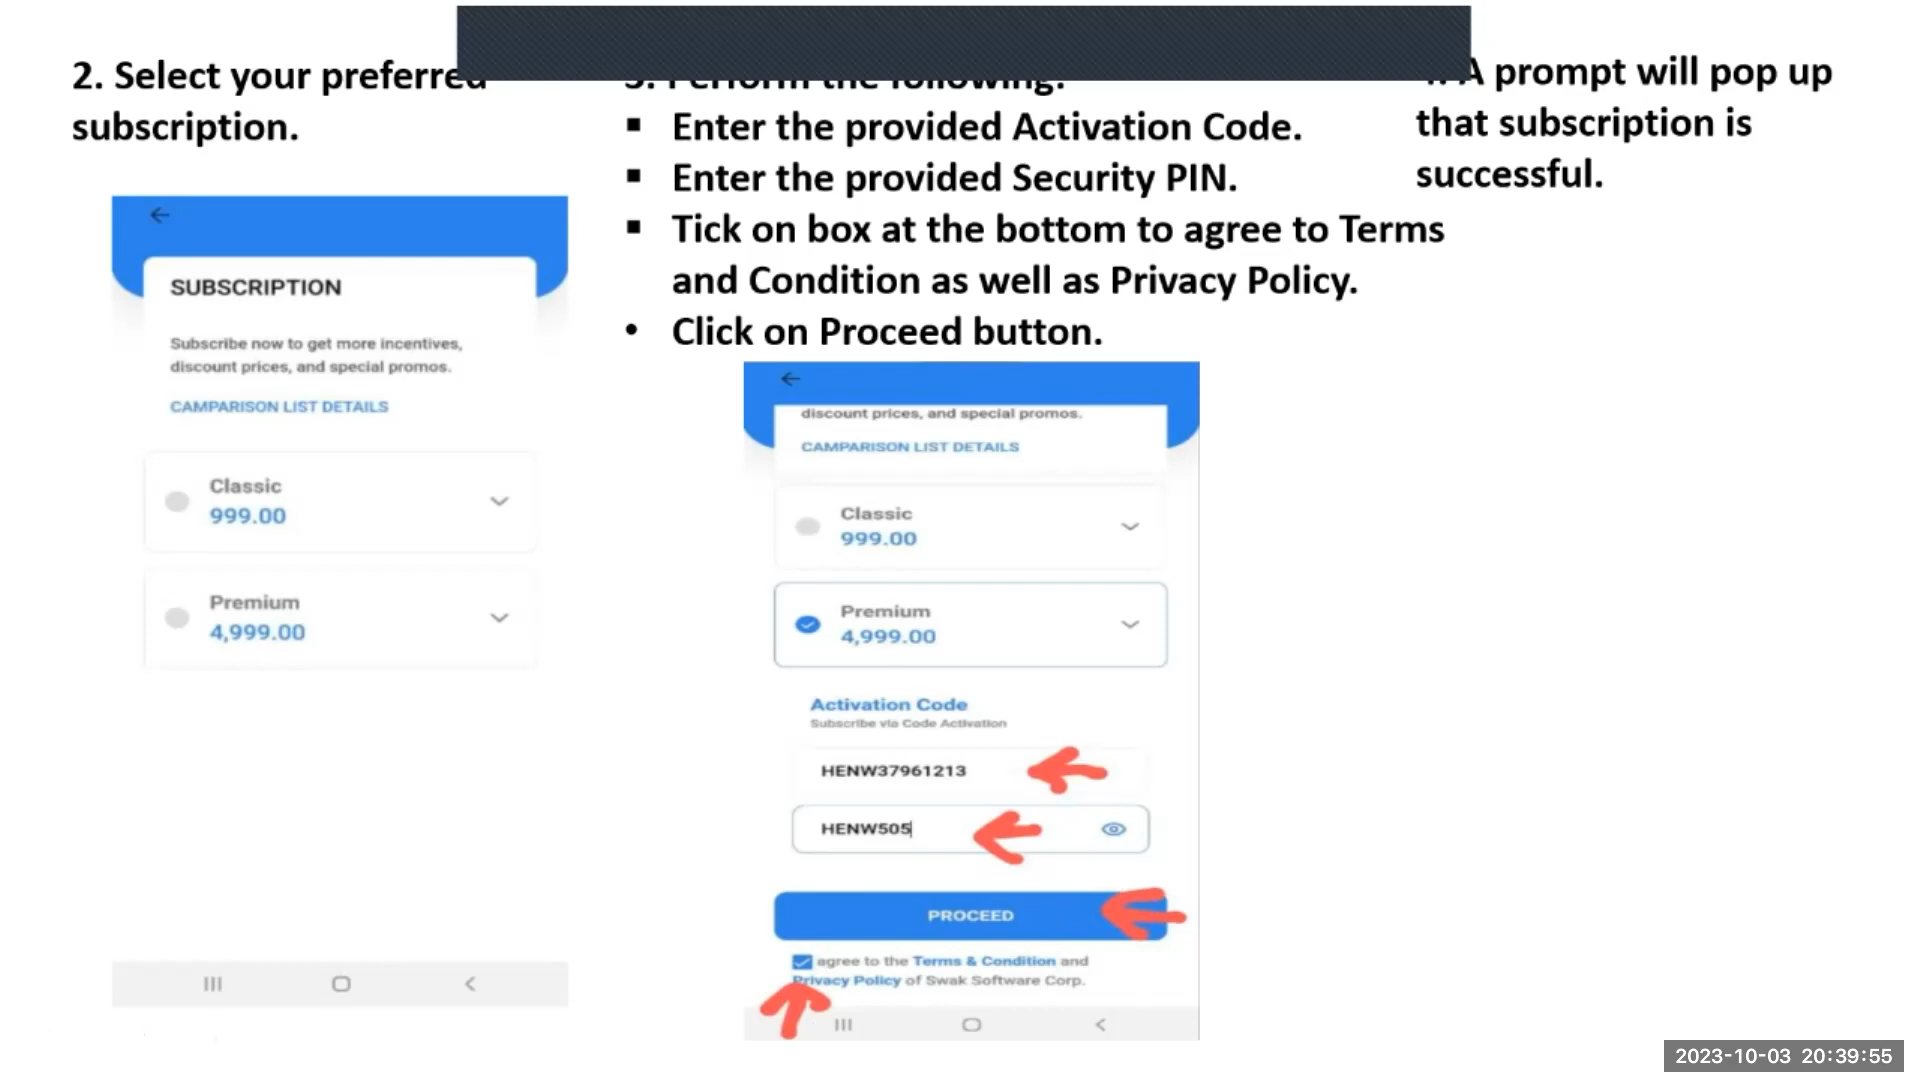 2. Select your preferred
subscription.
SUBSCRIPTION
Subscribe now to get more incentives,
discount prices, and special promos.
CAMPARISON LIST DETAILS
Classic
999.00
Premium
4,999.00
3. Perform the following:
▪ Enter the provided Activation Code.
▪ Enter the provided Security PIN.
▪ Tick on box at the bottom to agree to Terms
and Condition as well as Privacy Policy.
• Click on Proceed button.
discount prices, and special promos.
CAMPARISON LIST DETAILS
Classic
999.00
Premium
4,999.00
Activation Code
Subscribe via Code Activation
HENW37961213
HENW505
PROCEED
agree to the Terms & Condition and
Privacy Policy of Swak Software Corp.
A prompt will pop up
that subscription is
successful.
2023-10-03 20:39:55